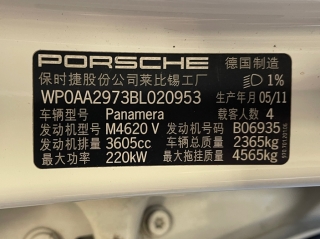 PORSCHE 德国制造
保时捷股份公司莱比锡工厂 1%
WP0AA2973BL020953 生产年月 05/11
车辆型号 Panamera 载客人数 4
发动机型号 M4620 V 发动机号码 B06935
发动机排量 3605cc 车辆总质量 2365kg
发动机功率 220kW 最大拖挂质量 4565kg